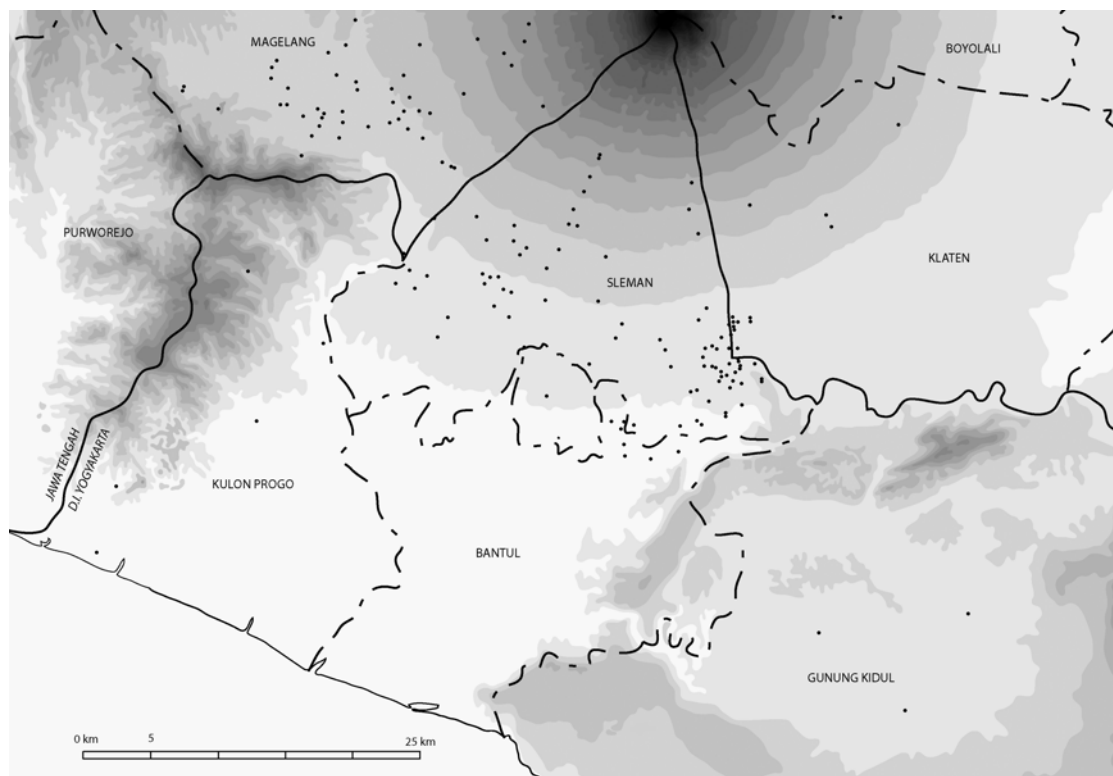 MAGELANG
BOYOLALI
PURWOREJO
KLATEN
SLEMAN
JAWA TENGAH
D.I. YOGYAKARTA
KULON PROGO
BANTUL
GUNUNG KIDUL
0 km 5 25 km